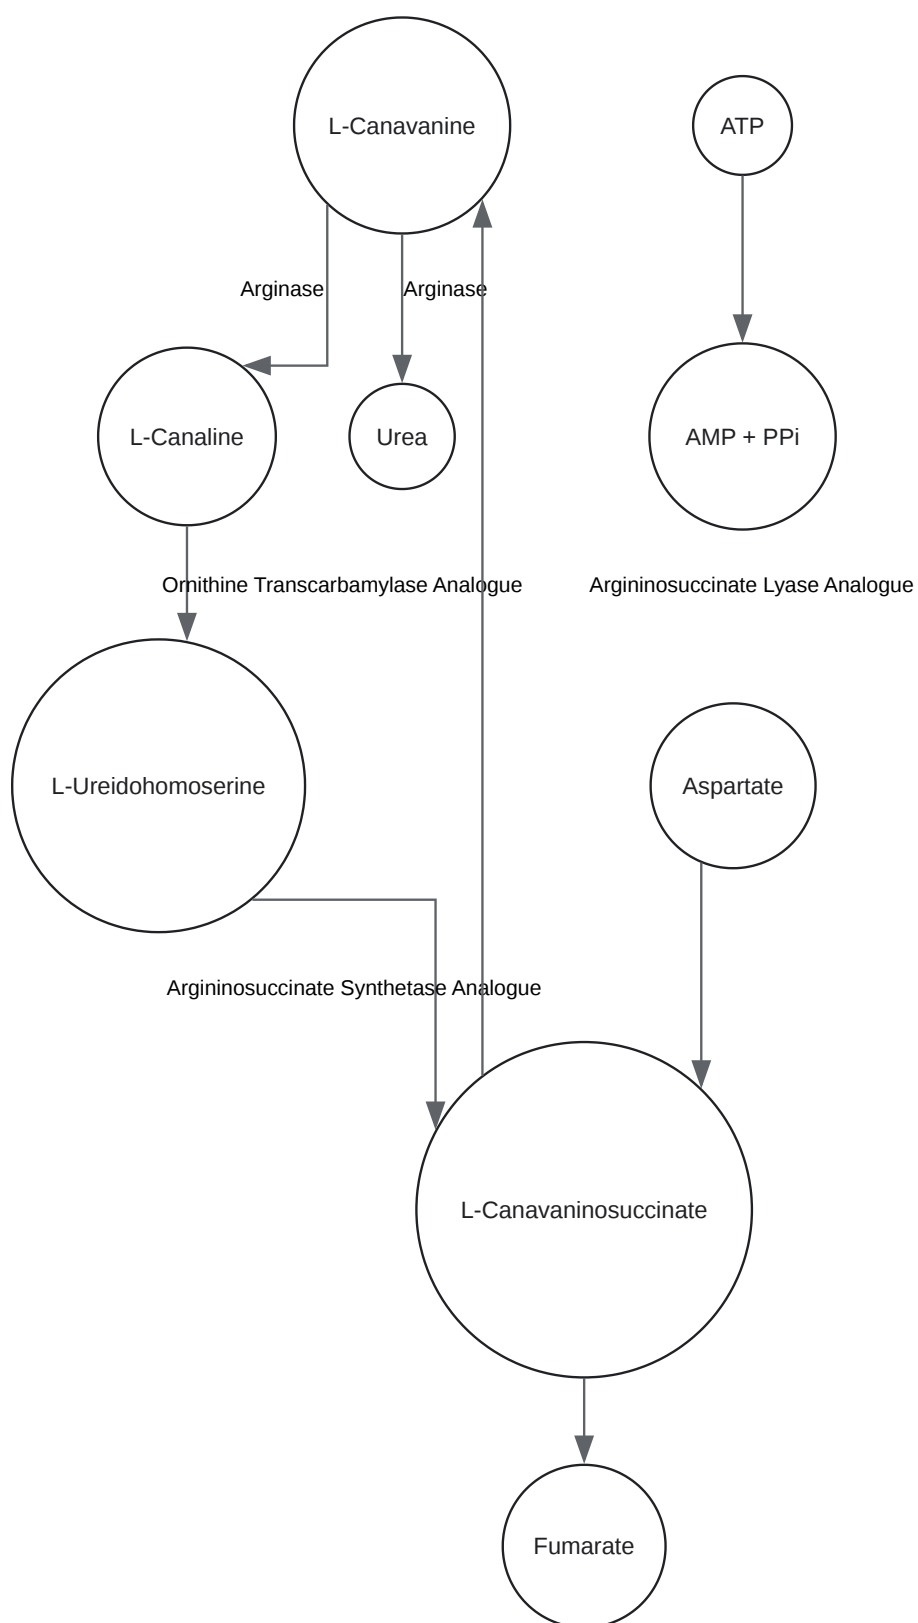 L-Canavanine
ATP
Arginase
Arginase
L-Canaline
Urea
AMP + PPi
Ornithine Transcarbamylase Analogue
Argininosuccinate Lyase Analogue
L-Ureidohomoserine
Aspartate
Argininosuccinate Synthetase Analogue
L-Canavaninosuccinate
Fumarate